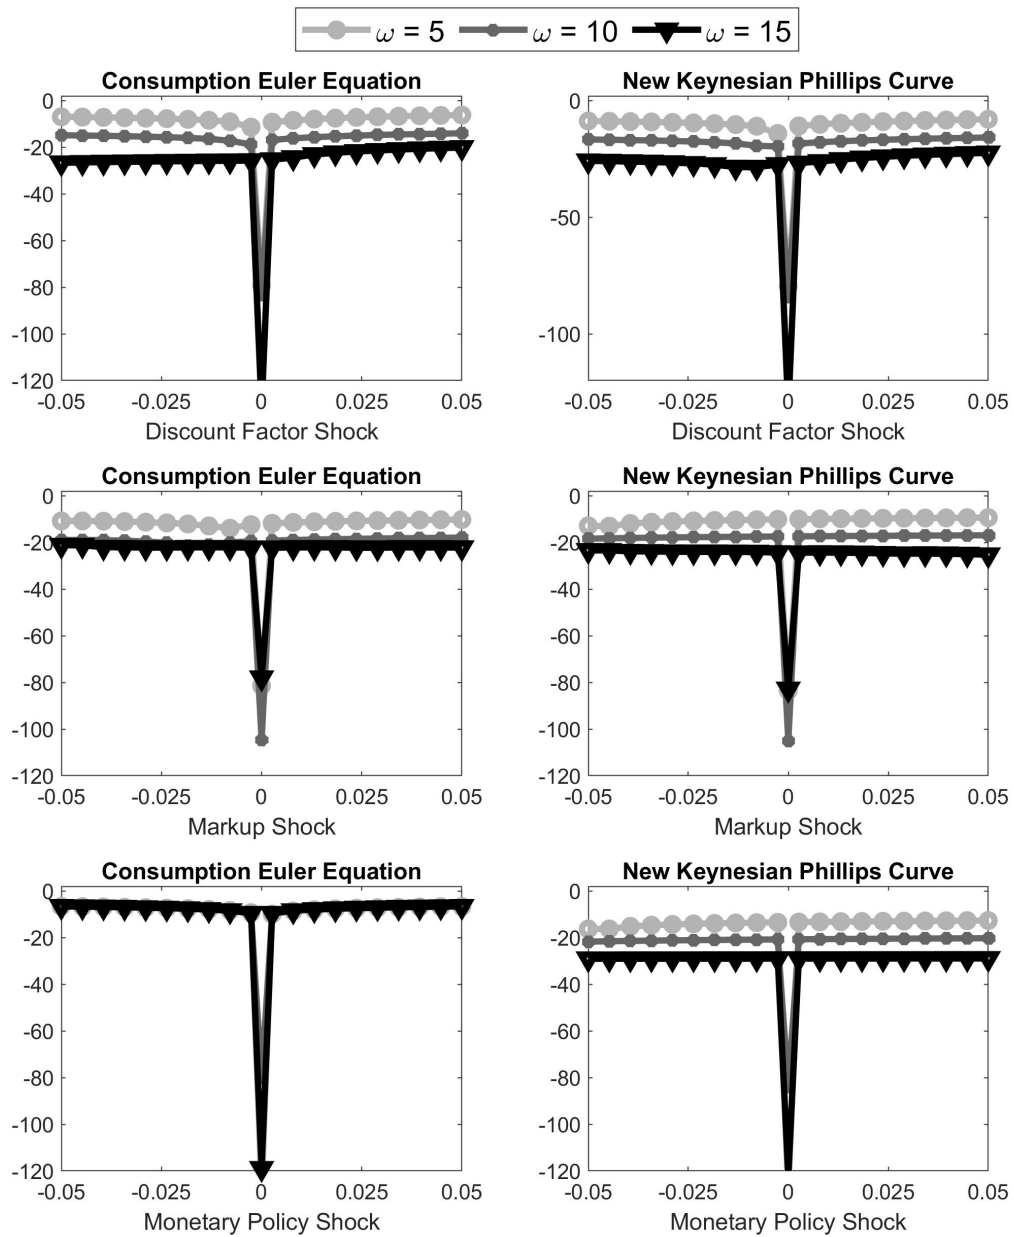 ω = 5 ω = 10 ω = 15
Consumption Euler Equation
0
-20
-40
-60
-80
-100
-120
-0.05 -0.025 0 0.025 0.05
Discount Factor Shock
New Keynesian Phillips Curve
0
-50
-100
-0.05 -0.025 0 0.025 0.05
Discount Factor Shock
Consumption Euler Equation
0
-20
-40
-60
-80
-100
-120
-0.05 -0.025 0 0.025 0.05
Markup Shock
New Keynesian Phillips Curve
0
-20
-40
-60
-80
-100
-120
-0.05 -0.025 0 0.025 0.05
Markup Shock
Consumption Euler Equation
0
-20
-40
-60
-80
-100
-120
-0.05 -0.025 0 0.025 0.05
Monetary Policy Shock
New Keynesian Phillips Curve
0
-20
-40
-60
-80
-100
-120
-0.05 -0.025 0 0.025 0.05
Monetary Policy Shock